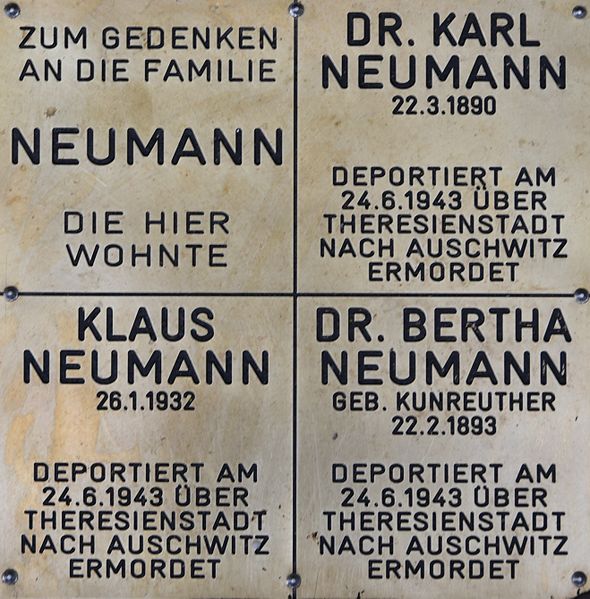 ZUM GEDENKEN
AN DIE FAMILIE
NEUMANN
DIE HIER
WOHNTE
DR. KARL
NEUMANN
22.3.1890
DEPORTIERT AM
24.6.1943 ÜBER
THERESIENSTADT
NACH AUSCHWITZ
ERMORDET
KLAUS
NEUMANN
26.1.1932
DEPORTIERT AM
24.6.1943 ÜBER
THERESIENSTADT
NACH AUSCHWITZ
ERMORDET
DR. BERTHA
NEUMANN
GEB. KUNREUTHER
22.2.1893
DEPORTIERT AM
24.6.1943 ÜBER
THERESIENSTADT
NACH AUSCHWITZ
ERMORDET